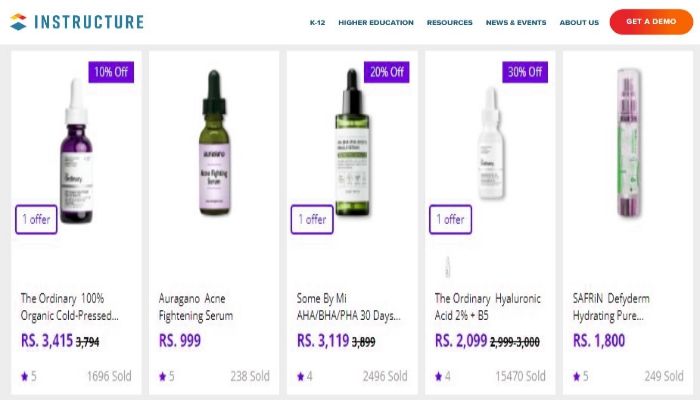 INSTRUCTURE
K-12 HIGHER EDUCATION RESOURCES NEWS & EVENTS ABOUT US GET A DEMO
10% Off
1 offer
The Ordinary 100%
Organic Cold-Pressed...
RS. 3,415 3,794
5 1696 Sold
auragano
Acne Fighting
Serum
Auragano Acne
Fightening Serum
RS. 999
5 238 Sold
20% Off
1 offer
Some By Mi
AHA/BHA/PHA 30 Days...
RS. 3,119 3,899
4 2496 Sold
30% Off
1 offer
The Ordinary Hyaluronic
Acid 2% + B5
RS. 2,099 2,999-3,000
4 15470 Sold
SAFRiN Defyderm
Hydrating Pure...
RS. 1,800
5 249 Sold